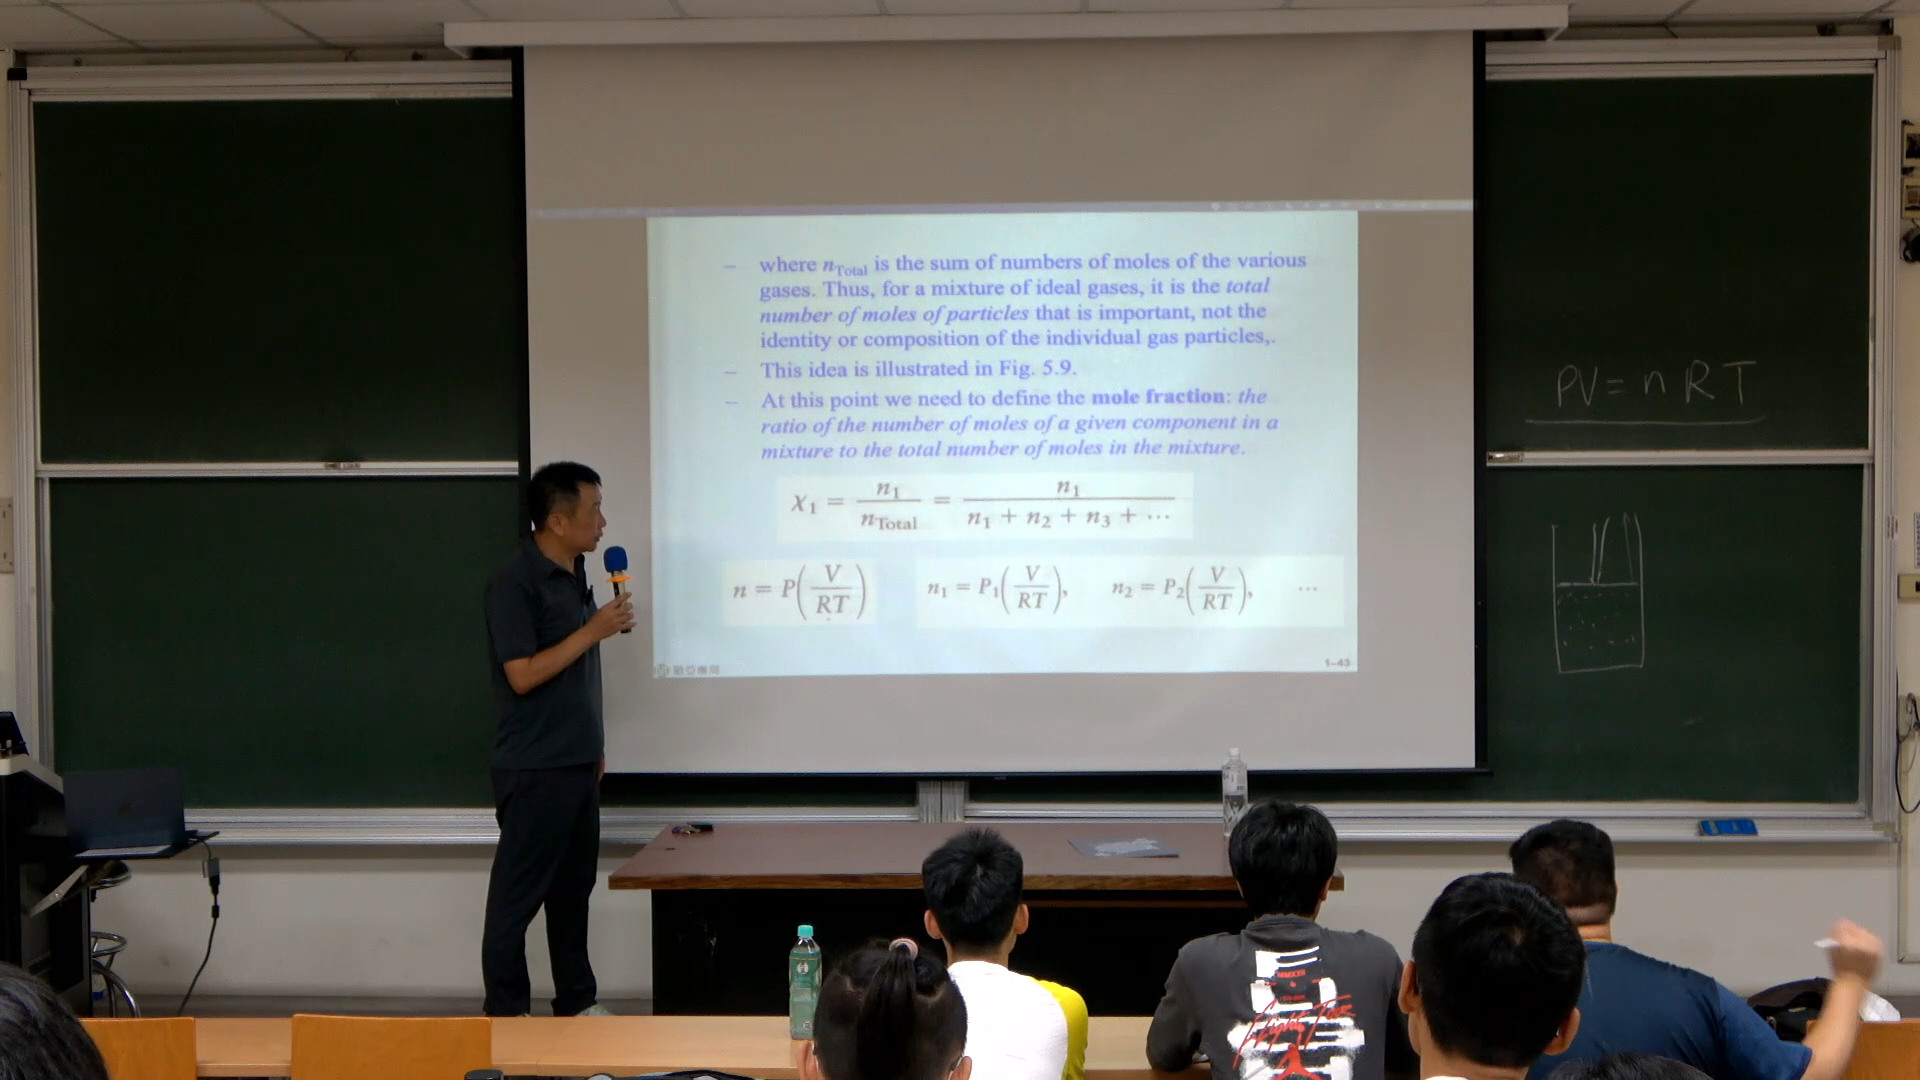 – where nTotal is the sum of numbers of moles of the various
gases. Thus, for a mixture of ideal gases, it is the total
number of moles of particles that is important, not the
identity or composition of the individual gas particles,.
– This idea is illustrated in Fig. 5.9.
– At this point we need to define the mole fraction: the
ratio of the number of moles of a given component in a
mixture to the total number of moles in the mixture.
χ1 = n1/nTotal = n1/(n1 + n2 + n3 + ⋯)
n = P(V/RT) n1 = P1(V/RT), n2 = P2(V/RT), ⋯
1-43
PV = nRT
Flight